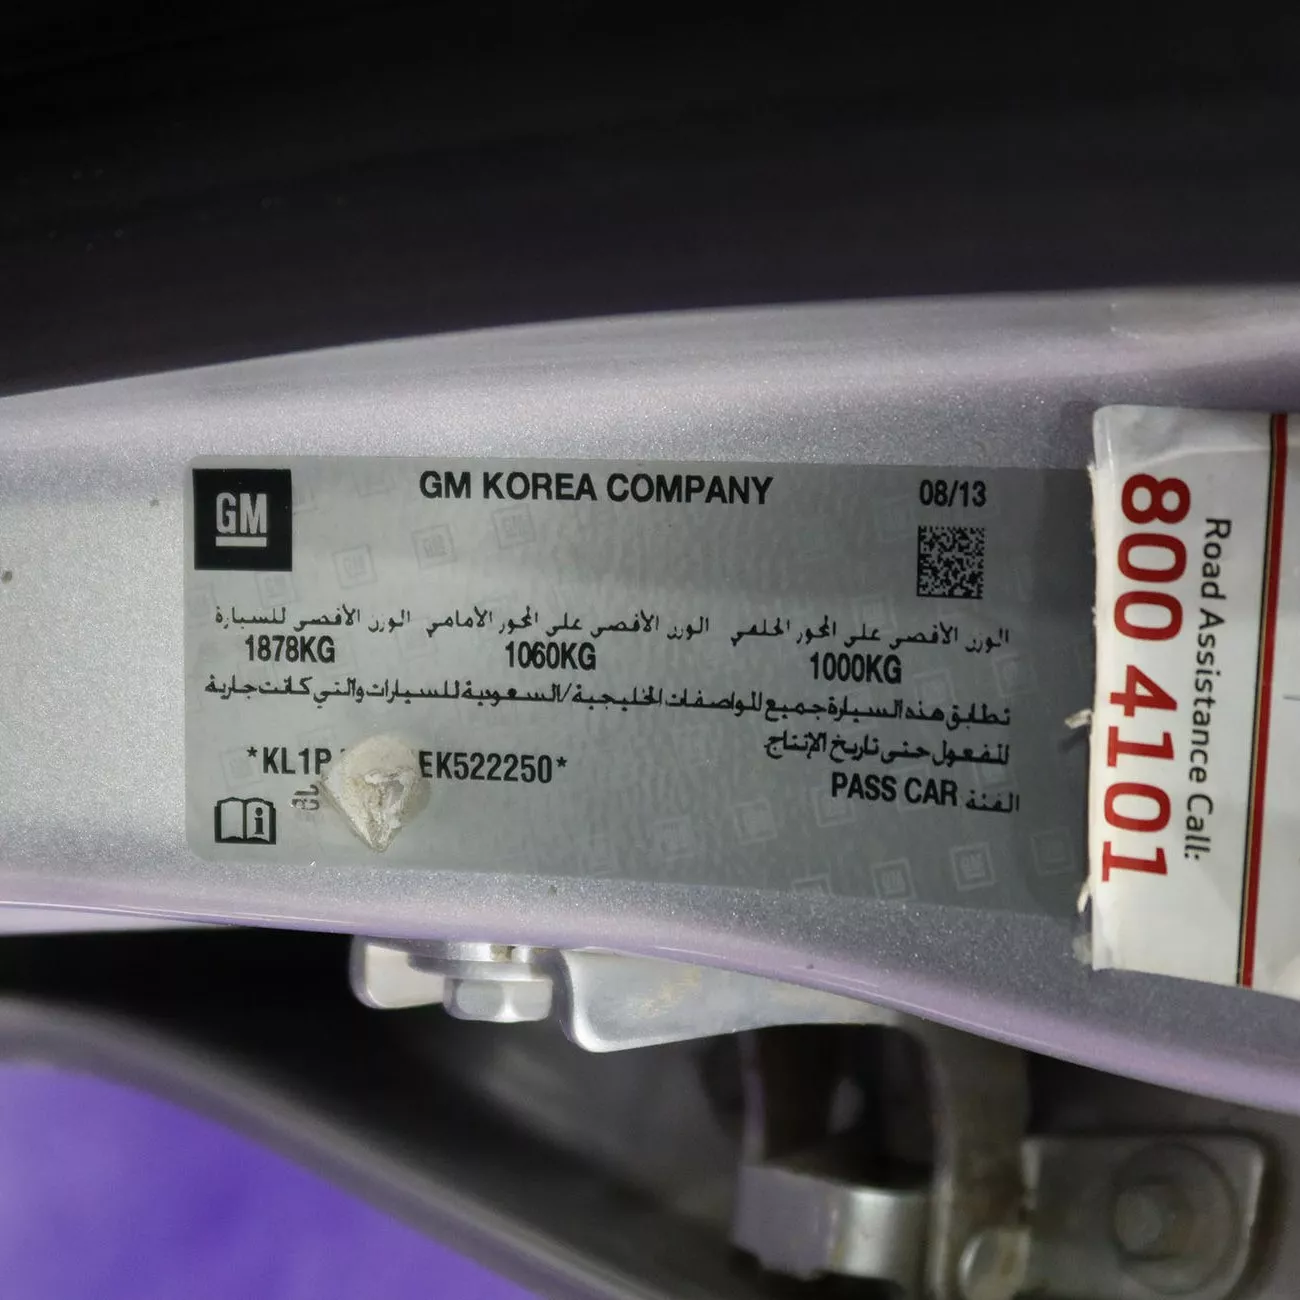 GM
GM KOREA COMPANY
08/13
الوزن الأقصى للسيارة
الوزن الأقصى على المحور الأمامي
الوزن الأقصى على المحور الخلفي
1878KG
1060KG
1000KG
تطابق هذه السيارة جميع المواصفات الخليجية/السعودية للسيارات والتي كانت جارية
المفعول حتى تاريخ الإنتاج
*KL1P EK522250*
PASS CAR الفئة
i
Road Assistance Call:
800 4101